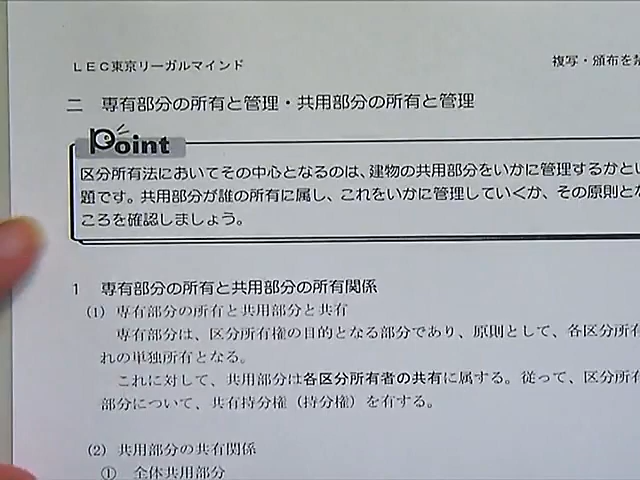 LEC東京リーガルマインド
複写・頒布を禁
二 専有部分の所有と管理・共用部分の所有と管理
Point
区分所有法においてその中心となるのは、建物の共用部分をいかに管理するかとい
題です。共用部分が誰の所有に属し、これをいかに管理していくか、その原則とな
ころを確認しましょう。
1 専有部分の所有と共用部分の所有関係
(1) 専有部分の所有と共用部分と共有
専有部分は、区分所有権の目的となる部分であり、原則として、各区分所有
れの単独所有となる。
これに対して、共用部分は各区分所有者の共有に属する。従って、区分所有
部分について、共有持分権（持分権）を有する。
(2) 共用部分の共有関係
① 全体共用部分